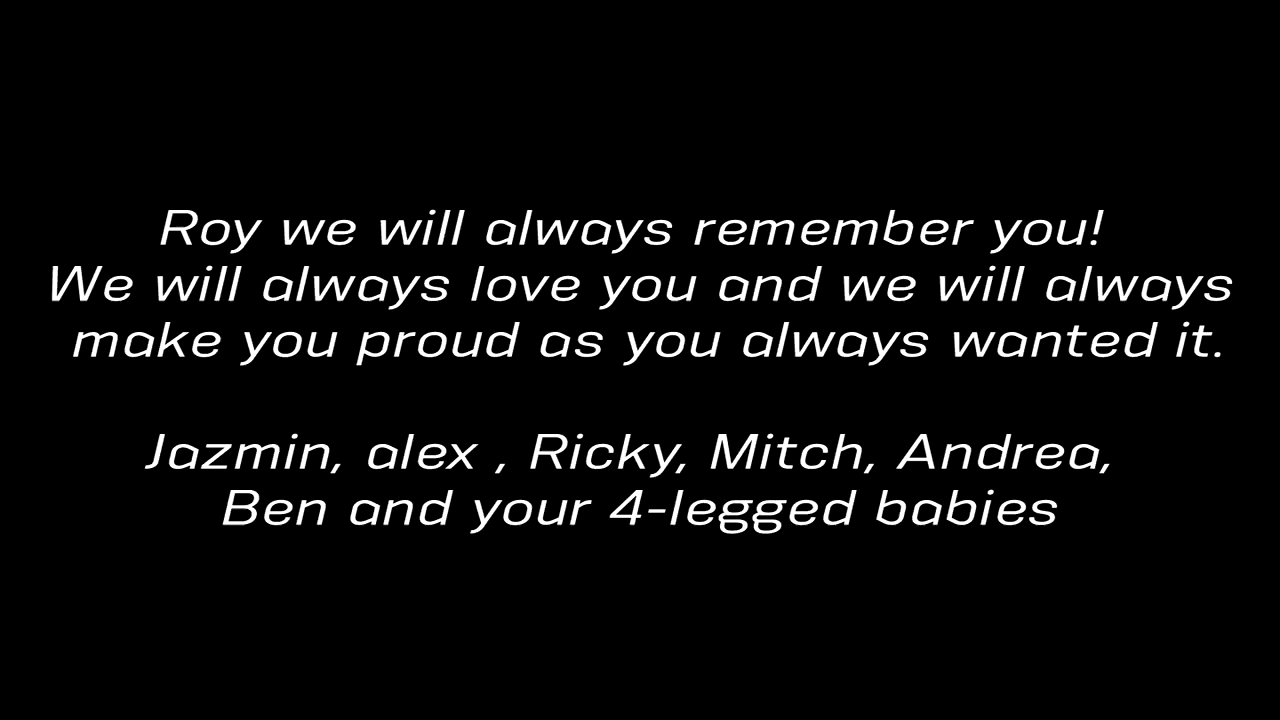 Roy we will always remember you!
We will always love you and we will always
make you proud as you always wanted it.
Jazmin, alex , Ricky, Mitch, Andrea,
Ben and your 4-legged babies